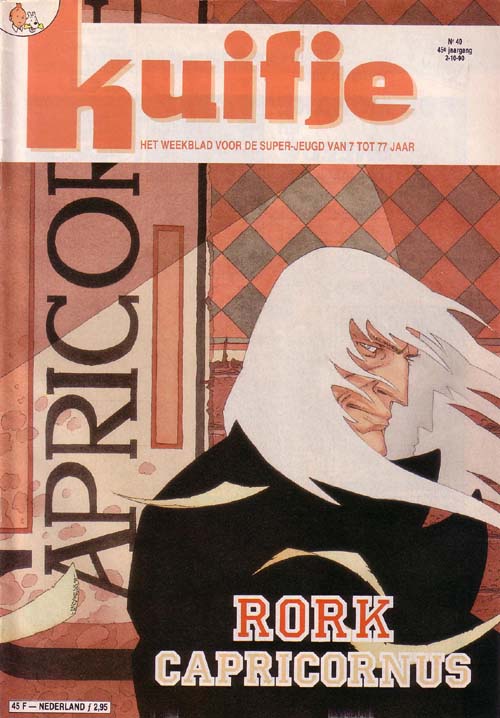 kuifje
Nº 40
45e jaargang
2-10-90
HET WEEKBLAD VOOR DE SUPER-JEUGD VAN 7 TOT 77 JAAR
APRICOR
RORK
CAPRICORNUS
45 F — NEDERLAND ƒ 2,95